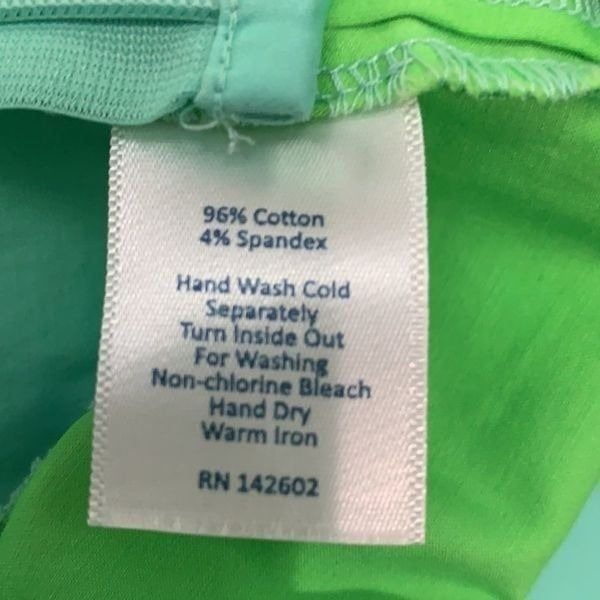 96% Cotton
4% Spandex
Hand Wash Cold
Separately
Turn Inside Out
For Washing
Non-chlorine Bleach
Hand Dry
Warm Iron
RN 142602